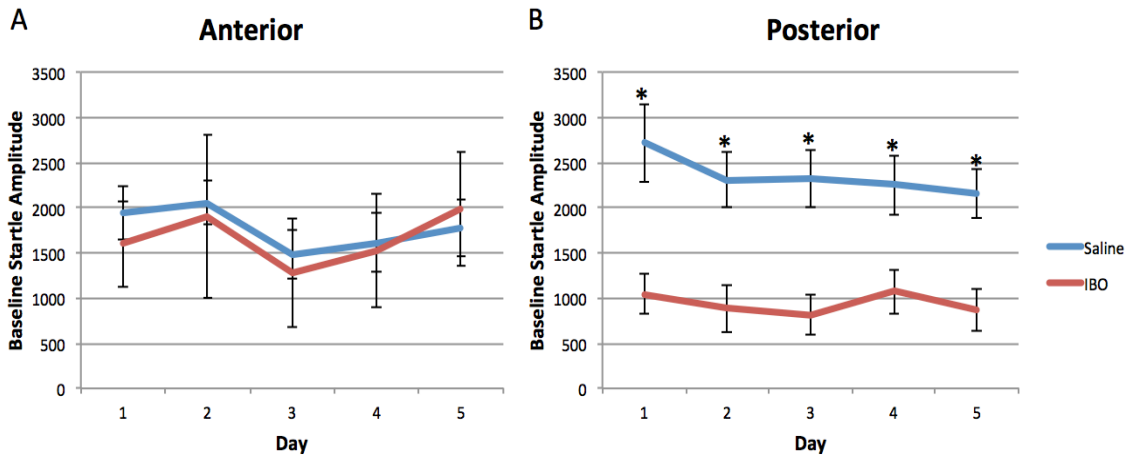 A
Anterior
Baseline Startle Amplitude
3500
3000
2500
2000
1500
1000
500
0
1 2 3 4 5
Day
B
Posterior
Baseline Startle Amplitude
3500
3000
2500
2000
1500
1000
500
0
* * * * *
1 2 3 4 5
Day
Saline
IBO